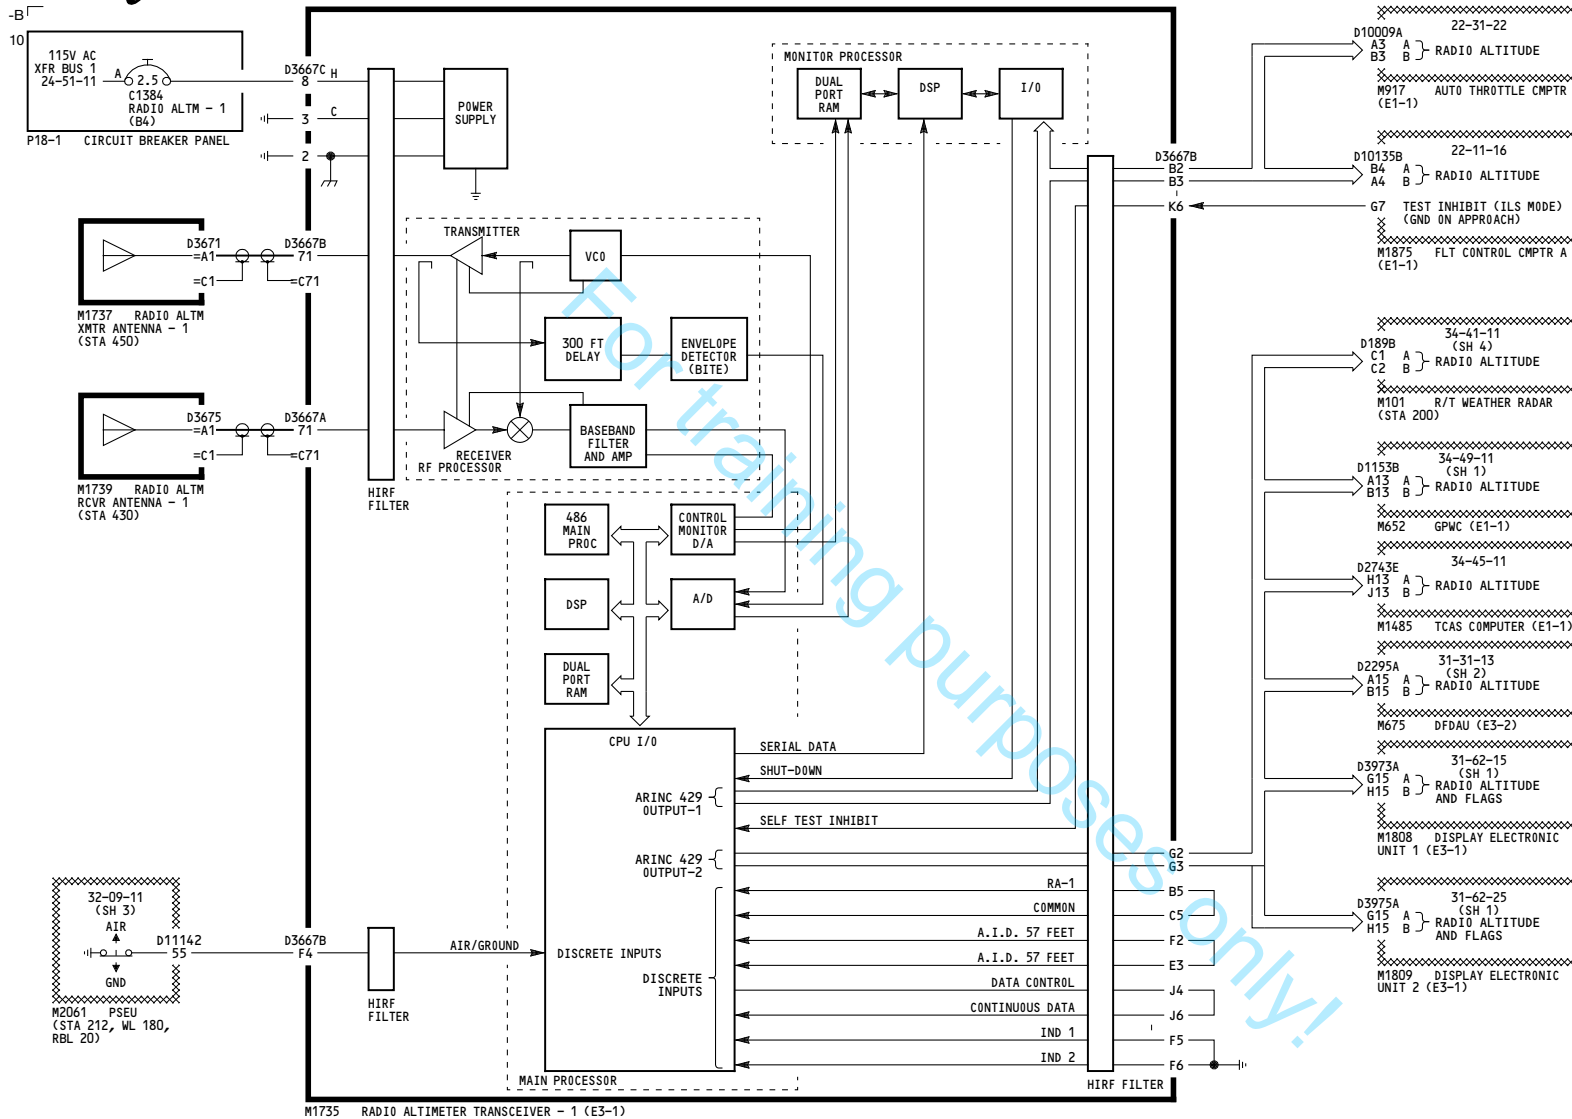 -B
10
115V AC
XFR BUS 1
24-51-11
A
2.5
C1384
RADIO ALTM - 1
(B4)
P18-1 CIRCUIT BREAKER PANEL
D3667C
8 H
3 C
2
POWER
SUPPLY
MONITOR PROCESSOR
DUAL
PORT
RAM
DSP
I/O
D3667B
B2
B3
K6
22-31-22
D10009A
A3 A
B3 B
RADIO ALTITUDE
M917 AUTO THROTTLE CMPTR
(E1-1)
22-11-16
D10135B
B4 A
A4 B
RADIO ALTITUDE
G7 TEST INHIBIT (ILS MODE)
(GND ON APPROACH)
M1875 FLT CONTROL CMPTR A
(E1-1)
D3671
=A1
=C1
D3667B
71
=C71
M1737 RADIO ALTM
XMTR ANTENNA - 1
(STA 450)
TRANSMITTER
VCO
300 FT
DELAY
ENVELOPE
DETECTOR
(BITE)
D3675
=A1
=C1
D3667A
71
=C71
M1739 RADIO ALTM
RCVR ANTENNA - 1
(STA 430)
RECEIVER
RF PROCESSOR
BASEBAND
FILTER
AND AMP
HIRF
FILTER
34-41-11
(SH 4)
D189B
C1 A
C2 B
RADIO ALTITUDE
M101 R/T WEATHER RADAR
(STA 200)
34-49-11
(SH 1)
D1153B
A13 A
B13 B
RADIO ALTITUDE
M652 GPWC (E1-1)
486
MAIN
PROC
CONTROL
MONITOR
D/A
DSP
A/D
DUAL
PORT
RAM
34-45-11
D2743E
H13 A
J13 B
RADIO ALTITUDE
M1485 TCAS COMPUTER (E1-1)
31-31-13
(SH 2)
D2295A
A15 A
B15 B
RADIO ALTITUDE
M675 DFDAU (E3-2)
CPU I/O
SERIAL DATA
SHUT-DOWN
ARINC 429
OUTPUT-1
SELF TEST INHIBIT
ARINC 429
OUTPUT-2
G2
G3
31-62-15
(SH 1)
D3973A
G15 A
H15 B
RADIO ALTITUDE
AND FLAGS
M1808 DISPLAY ELECTRONIC
UNIT 1 (E3-1)
32-09-11
(SH 3)
AIR
GND
D11142
55
D3667B
F4
M2061 PSEU
(STA 212, WL 180,
RBL 20)
HIRF
FILTER
AIR/GROUND
DISCRETE INPUTS
DISCRETE
INPUTS
RA-1 B5
COMMON C5
A.I.D. 57 FEET F2
A.I.D. 57 FEET E3
DATA CONTROL J4
CONTINUOUS DATA J6
IND 1 F5
IND 2 F6
31-62-25
(SH 1)
D3975A
G15 A
H15 B
RADIO ALTITUDE
AND FLAGS
M1809 DISPLAY ELECTRONIC
UNIT 2 (E3-1)
MAIN PROCESSOR
HIRF FILTER
M1735 RADIO ALTIMETER TRANSCEIVER - 1 (E3-1)
For training purposes only!